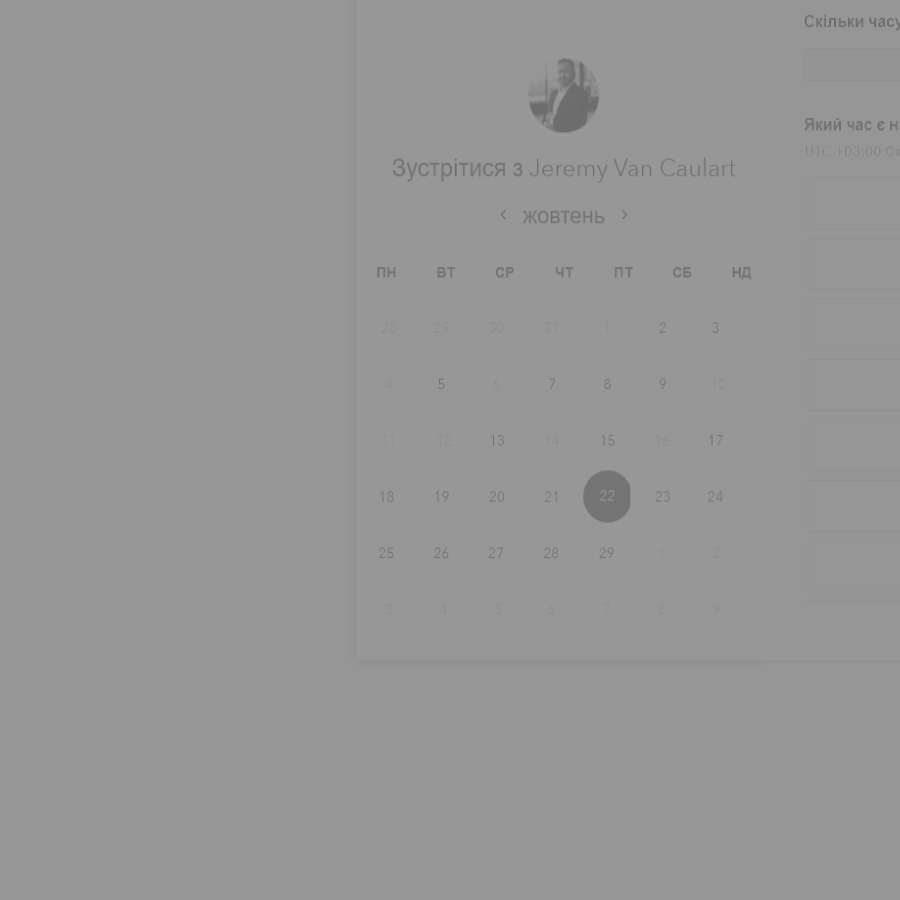 Скільки часу
Який час є
UTC +03:00
Зустрітися з Jeremy Van Caulart
жовтень
ПН ВТ СР ЧТ ПТ СБ НД
28 29 30 31 1 2 3
4 5 6 7 8 9 10
11 12 13 14 15 16 17
18 19 20 21 22 23 24
25 26 27 28 29 1 2
3 4 5 6 7 8 9